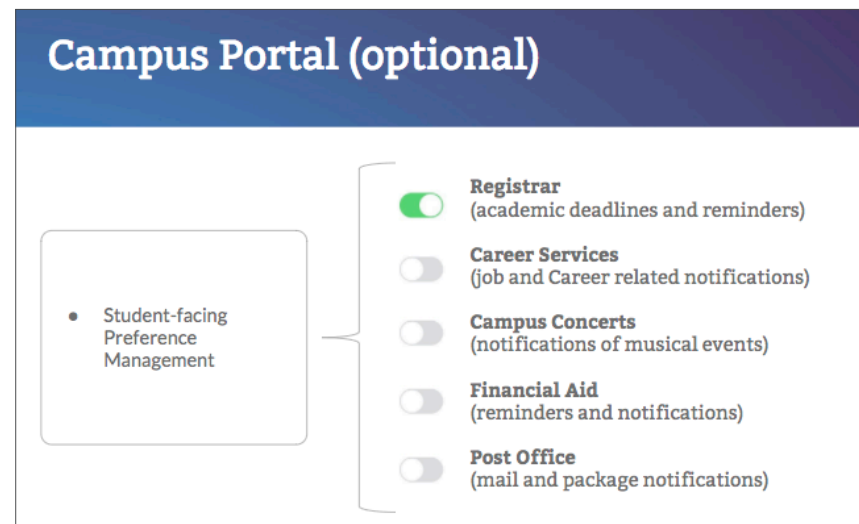 Campus Portal (optional)
• Student-facing
Preference
Management
Registrar
(academic deadlines and reminders)
Career Services
(job and Career related notifications)
Campus Concerts
(notifications of musical events)
Financial Aid
(reminders and notifications)
Post Office
(mail and package notifications)